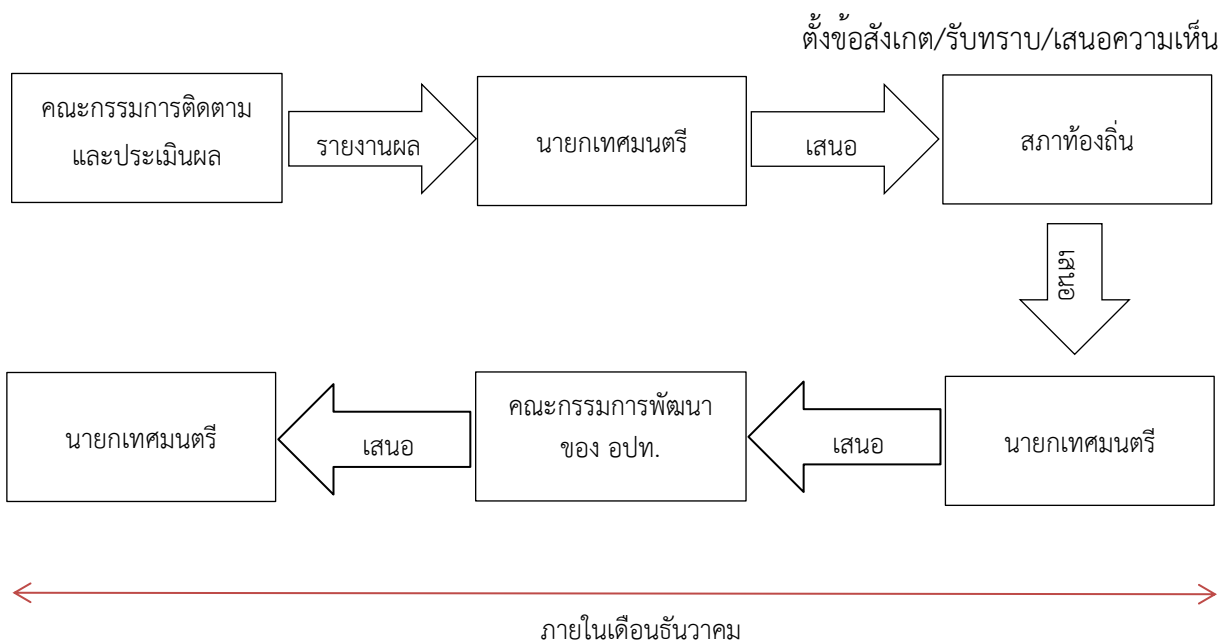 ตั้งข้อสังเกต/รับทราบ/เสนอความเห็น
คณะกรรมการติดตาม
และประเมินผล
รายงานผล
นายกเทศมนตรี
เสนอ
สภาท้องถิ่น
เสนอ
นายกเทศมนตรี
เสนอ
คณะกรรมการพัฒนา
ของ อปท.
เสนอ
นายกเทศมนตรี
ภายในเดือนธันวาคม